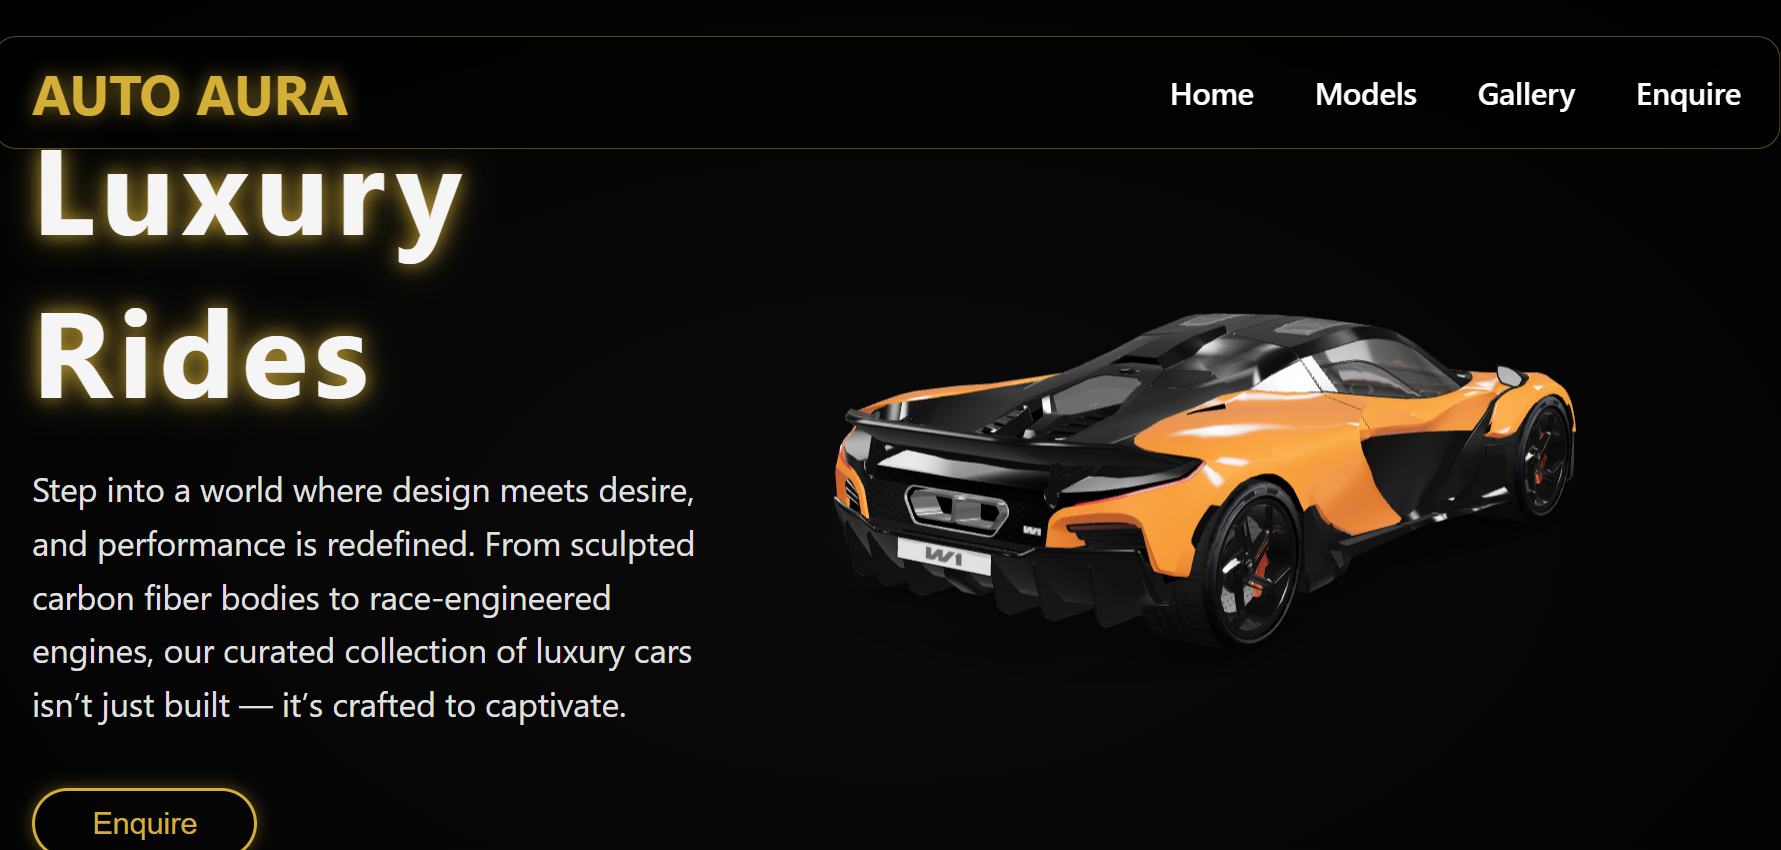 AUTO AURA
Home Models Gallery Enquire
Luxury
Rides
Step into a world where design meets desire,
and performance is redefined. From sculpted
carbon fiber bodies to race-engineered
engines, our curated collection of luxury cars
isn’t just built — it’s crafted to captivate.
W1
W1
Enquire